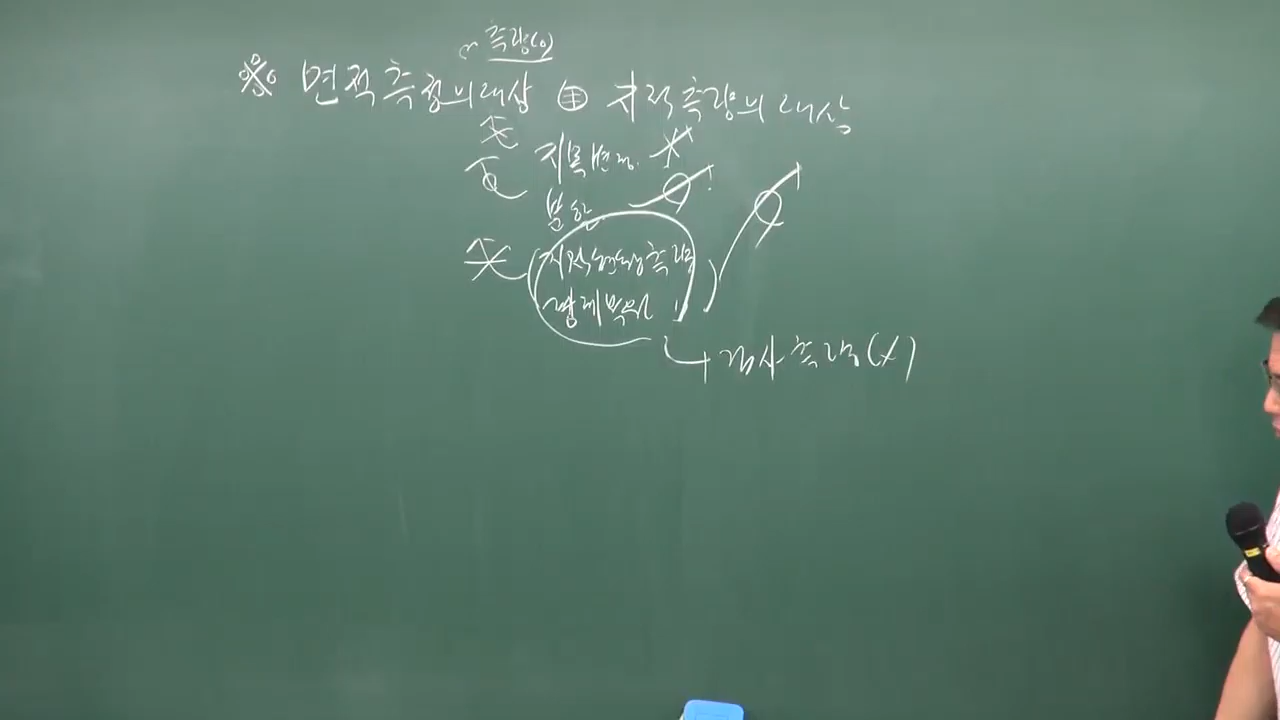 측량(o)
※ 면적측정의대상 ⊕ 지적측량의 대상
지목변경
분할
지적현황측량
경계복원
검사측량(x)